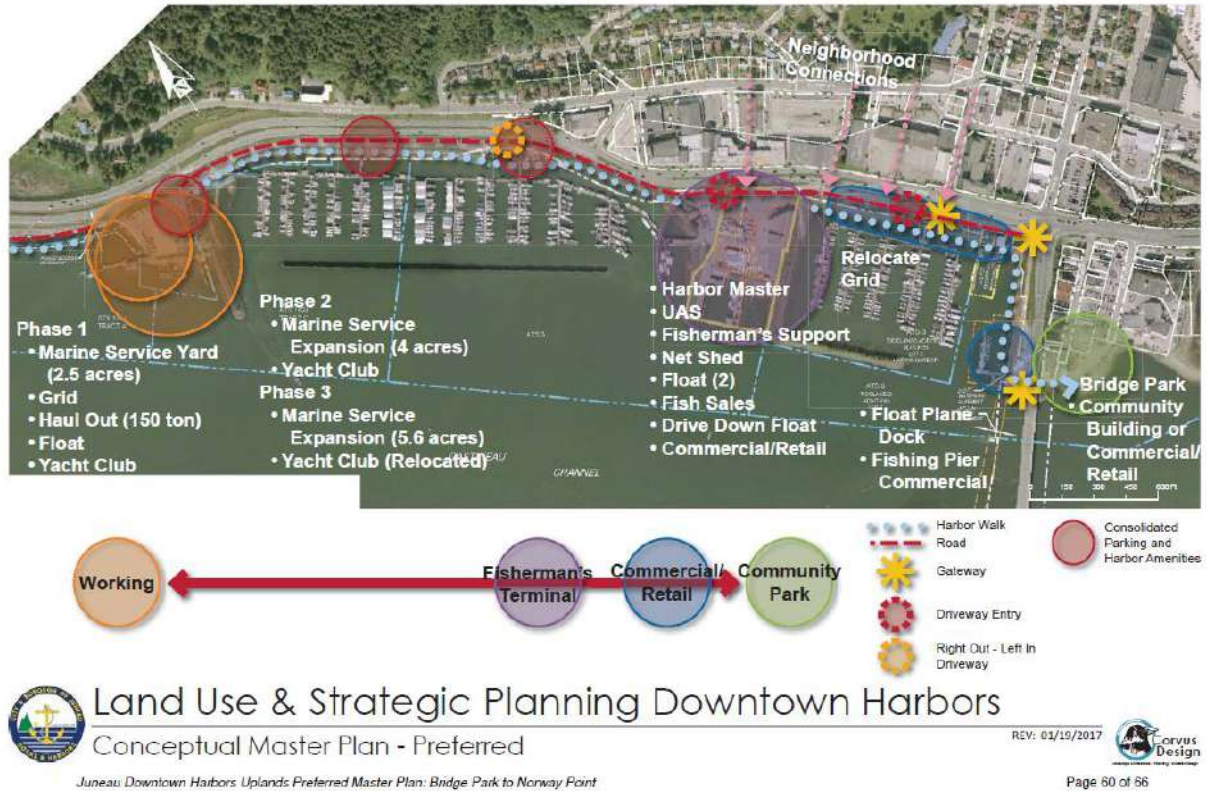 Neighborhood
Connections
Relocate
Grid
Phase 1
• Marine Service Yard
(2.5 acres)
• Grid
• Haul Out (150 ton)
• Float
• Yacht Club
Phase 2
• Marine Service
Expansion (4 acres)
• Yacht Club
Phase 3
• Marine Service
Expansion (5.6 acres)
• Yacht Club (Relocated)
• Harbor Master
• UAS
• Fisherman's Support
• Net Shed
• Float (2)
• Fish Sales
• Drive Down Float
• Commercial/Retail
• Float Plane
Dock
• Fishing Pier
Commercial
• Bridge Park
• Community
Building or
Commercial/
Retail
CHANNEL
0 150 300 450 600ft
Working
Fisherman's
Terminal
Commercial/
Retail
Community
Park
Harbor Walk
Road
Gateway
Driveway Entry
Right Out - Left In
Driveway
Consolidated
Parking and
Harbor Amenities
Land Use & Strategic Planning Downtown Harbors
Conceptual Master Plan - Preferred
REV: 01/19/2017
Corvus
Design
Juneau Downtown Harbors Uplands Preferred Master Plan: Bridge Park to Norway Point
Page 60 of 66